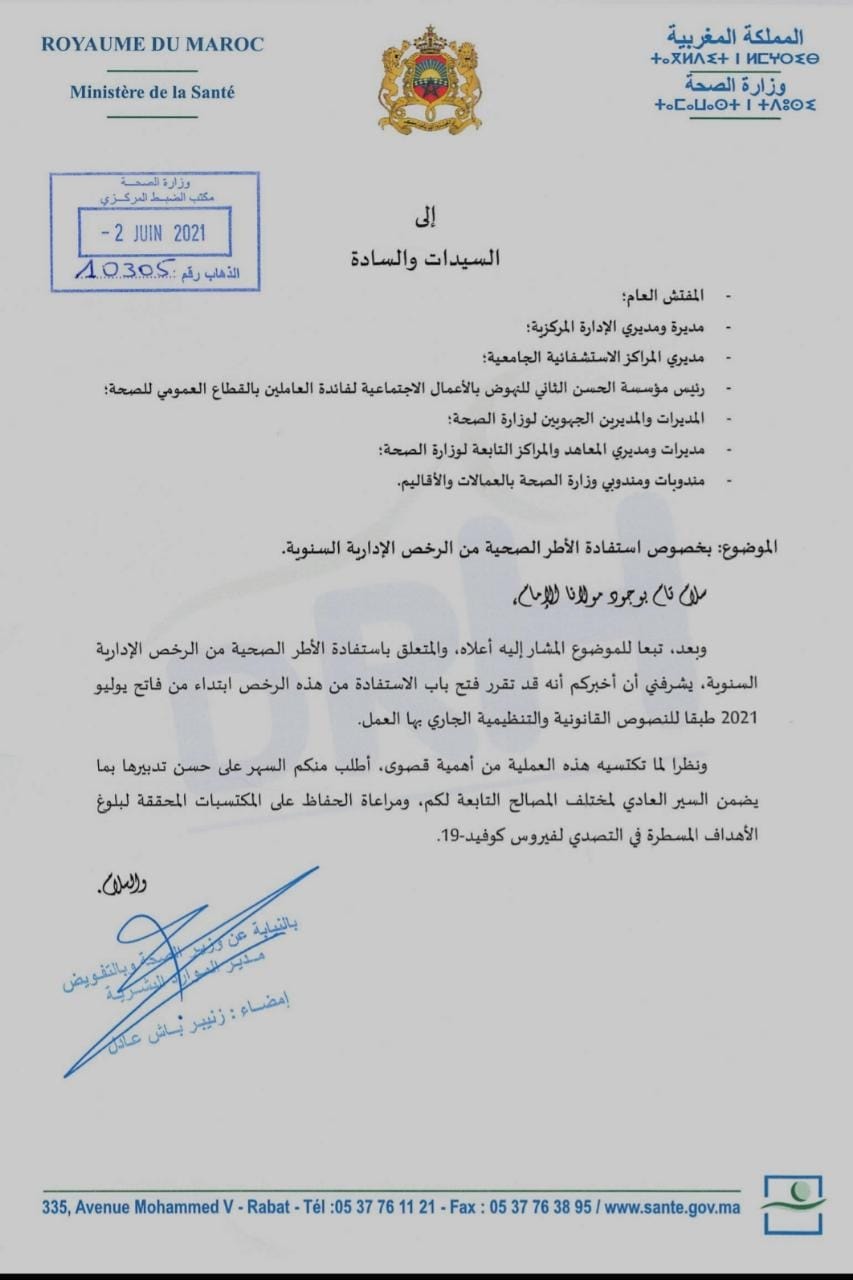 ROYAUME DU MAROC
Ministère de la Santé
المملكة المغربية
ⵜⴰⴳⵍⴷⵉⵜ ⵏ ⵍⵎⵖⵔⵉⴱ
وزارة الصحة
ⵜⴰⵎⴰⵡⴰⵙⵜ ⵏ ⵜⴷⵓⵙⵉ
وزارة الصحـــة
مكتب الضبط المركـــزي
- 2 JUIN 2021
الذهاب رقم : 10305
إلى
السيدات والسادة
- المفتش العام؛
- مديرة ومديري الإدارة المركزية؛
- مديري المراكز الاستشفائية الجامعية؛
- رئيس مؤسسة الحسن الثاني للنهوض بالأعمال الاجتماعية لفائدة العاملين بالقطاع العمومي للصحة؛
- المديرات والمديرين الجهويين لوزارة الصحة؛
- مديرات ومديري المعاهد والمراكز التابعة لوزارة الصحة؛
- مندوبات ومندوبي وزارة الصحة بالعمالات والأقاليم.
الموضوع: بخصوص استفادة الأطر الصحية من الرخص الإدارية السنوية.
سلام تام بوجود مولانا الإمام،
وبعد، تبعا للموضوع المشار إليه أعلاه، والمتعلق باستفادة الأطر الصحية من الرخص الإدارية
السنوية، يشرفني أن أخبركم أنه قد تقرر فتح باب الاستفادة من هذه الرخص ابتداء من فاتح يوليو
2021 طبقا للنصوص القانونية والتنظيمية الجاري بها العمل.
ونظرا لما تكتسيه هذه العملية من أهمية قصوى، أطلب منكم السهر على حسن تدبيرها بما
يضمن السير العادي لمختلف المصالح التابعة لكم، ومراعاة الحفاظ على المكتسبات المحققة لبلوغ
الأهداف المسطرة في التصدي لفيروس كوفيد-19.
والسلام.
بالنيابة عن وزير الصحة وبالتفويض
مدير الموارد البشرية
إمضاء : زنيبر باش عادل
DRH
335, Avenue Mohammed V - Rabat - Tél :05 37 76 11 21 - Fax : 05 37 76 38 95 / www.sante.gov.ma